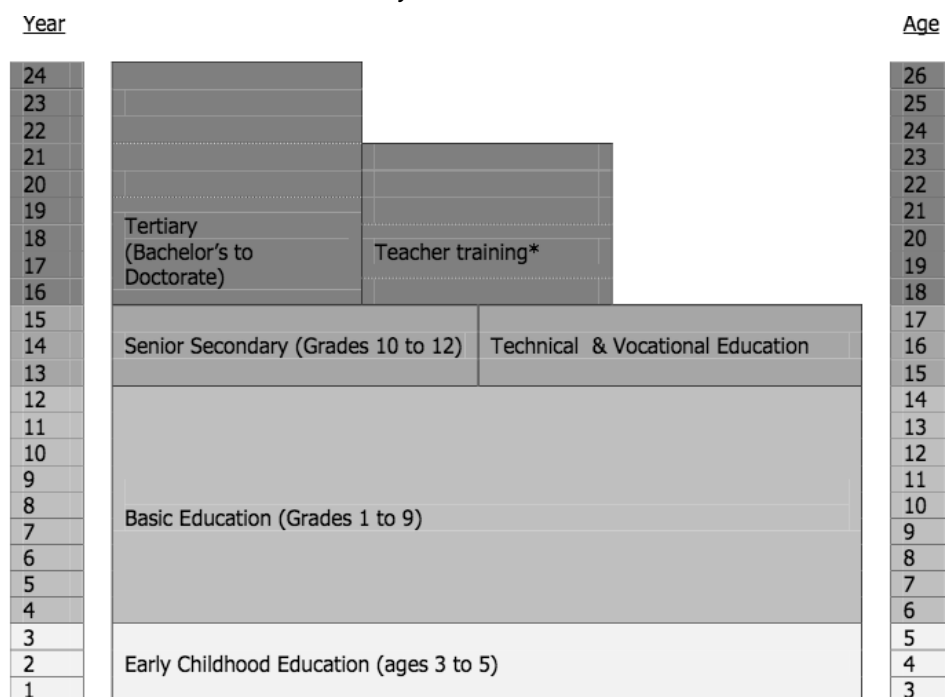 Year Age
24 26
23 25
22 24
21 23
20 22
19 21
Tertiary
18 (Bachelor's to Teacher training* 20
17 Doctorate) 19
16 18
15 17
14 Senior Secondary (Grades 10 to 12) Technical & Vocational Education 16
13 15
12 14
11 13
10 12
9 11
8 Basic Education (Grades 1 to 9) 10
7 9
6 8
5 7
4 6
3 5
2 Early Childhood Education (ages 3 to 5) 4
1 3